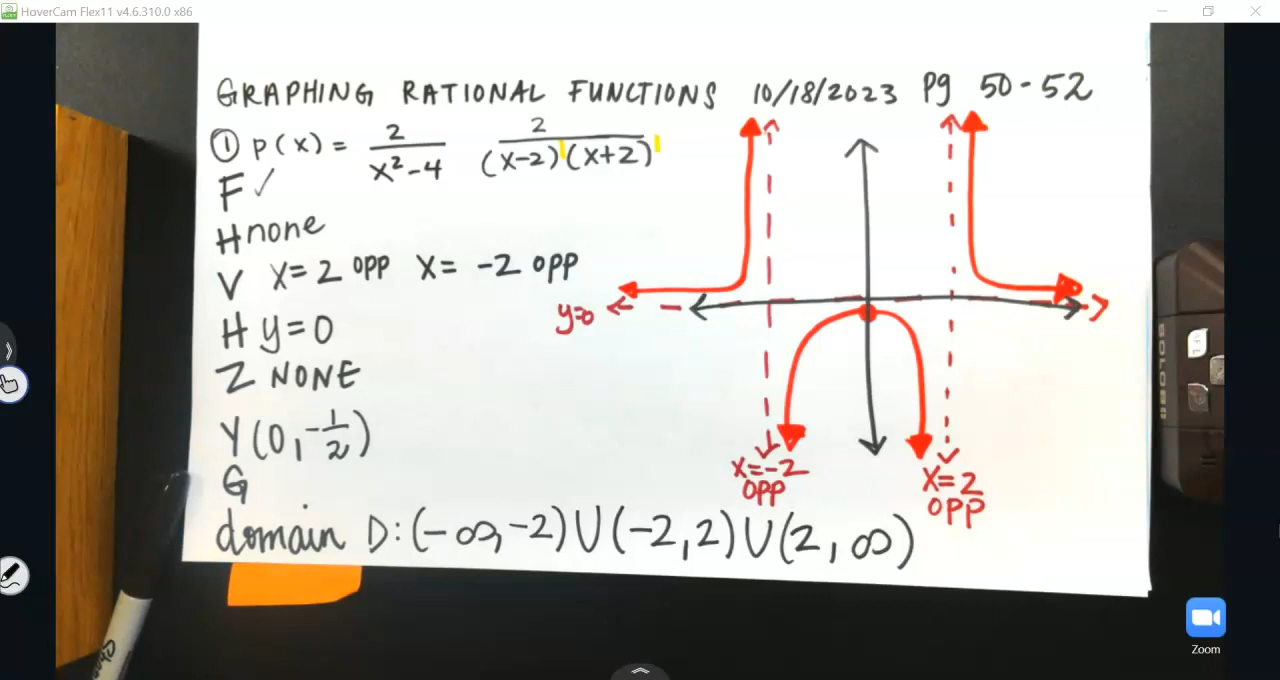 HoverCam Flex11 v4.6.310.0 x86
GRAPHING RATIONAL FUNCTIONS 10/18/2023 Pg 50-52
① P(x) = 2/(x²-4) 2/((x-2)(x+2))
F ✓
H none
V x=2 OPP x= -2 OPP
H y=0
Z NONE
Y (0, -1/2)
G
domain D: (-∞, -2) U (-2, 2) U (2, ∞)
y=0
x=-2
OPP
x=2
OPP
Zoom